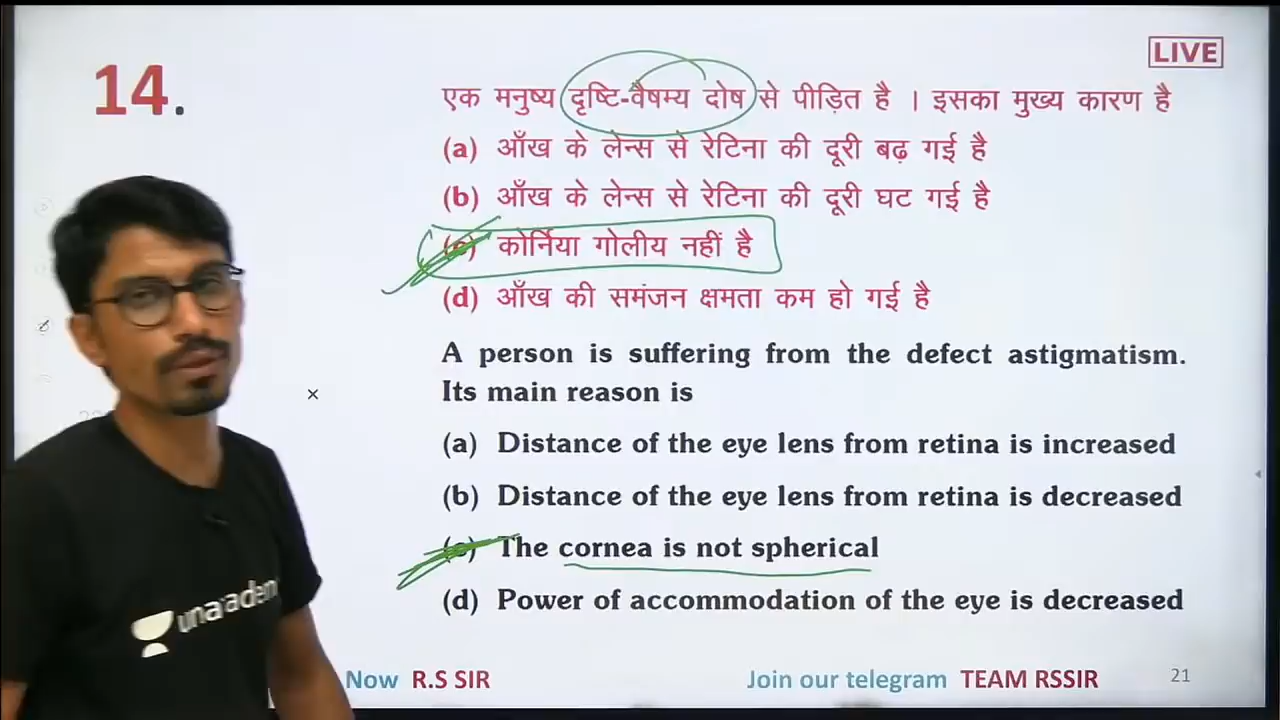 LIVE
14.
एक मनुष्य दृष्टि-वैषम्य दोष से पीड़ित है । इसका मुख्य कारण है
(a) आँख के लेन्स से रेटिना की दूरी बढ़ गई है
(b) आँख के लेन्स से रेटिना की दूरी घट गई है
(c) कोर्निया गोलीय नहीं है
(d) आँख की समंजन क्षमता कम हो गई है
A person is suffering from the defect astigmatism.
Its main reason is
(a) Distance of the eye lens from retina is increased
(b) Distance of the eye lens from retina is decreased
(c) The cornea is not spherical
(d) Power of accommodation of the eye is decreased
unacademy
Now R.S SIR
Join our telegram TEAM RSSIR
21